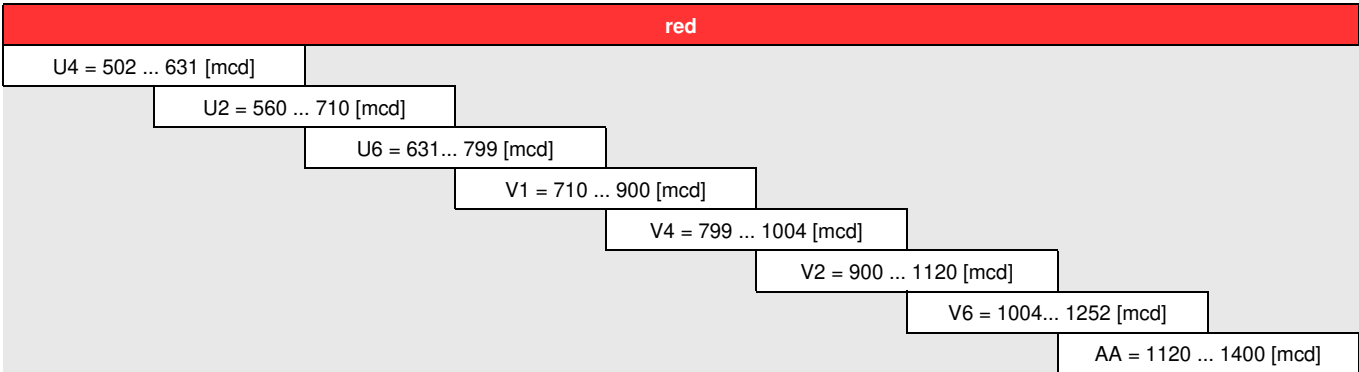 red
U4 = 502 ... 631 [mcd]
U2 = 560 ... 710 [mcd]
U6 = 631... 799 [mcd]
V1 = 710 ... 900 [mcd]
V4 = 799 ... 1004 [mcd]
V2 = 900 ... 1120 [mcd]
V6 = 1004... 1252 [mcd]
AA = 1120 ... 1400 [mcd]